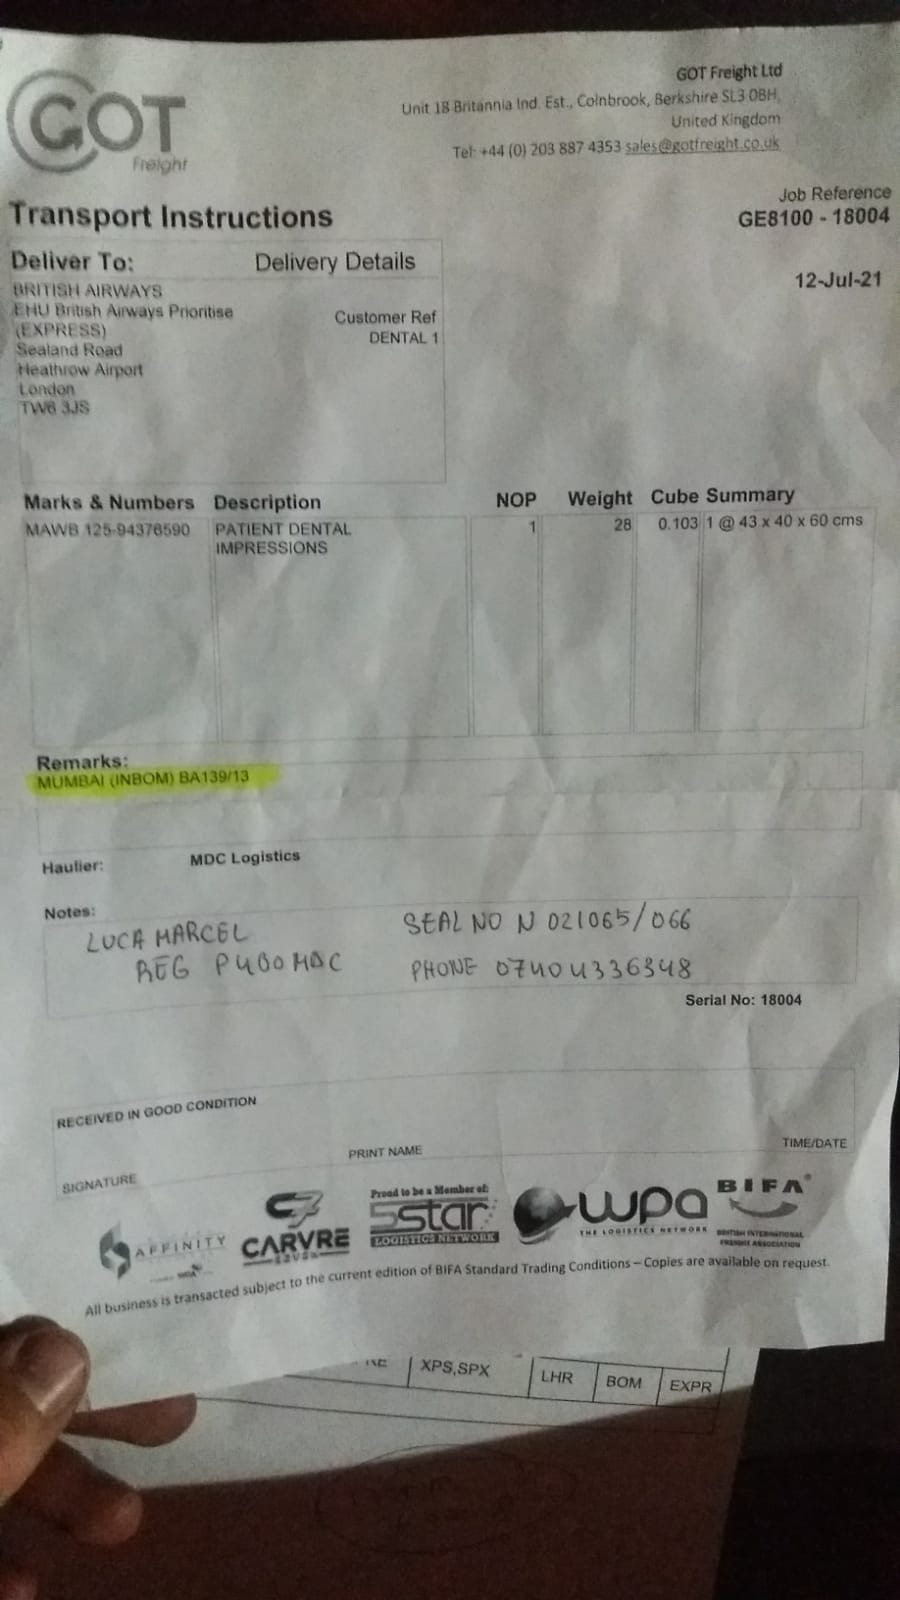 GOT
Freight
GOT Freight Ltd
Unit 18 Britannia Ind. Est., Colnbrook, Berkshire SL3 0BH,
United Kingdom
Tel: +44 (0) 203 887 4353 sales@gotfreight.co.uk
Job Reference
Transport Instructions
GE8100 - 18004
Deliver To: Delivery Details
12-Jul-21
BRITISH AIRWAYS
EHU British Airways Prioritise
Customer Ref
(EXPRESS)
DENTAL 1
Sealand Road
Heathrow Airport
London
TW6 3JS
Marks & Numbers Description NOP Weight Cube Summary
MAWB 125-94376590 PATIENT DENTAL 1 28 0.103 1 @ 43 x 40 x 60 cms
IMPRESSIONS
Remarks:
MUMBAI (INBOM) BA139/13
Haulier: MDC Logistics
Notes:
LUCA MARCEL SEAL NO N 021065/066
REG P400MDC PHONE 07404336348
Serial No: 18004
RECEIVED IN GOOD CONDITION
SIGNATURE PRINT NAME TIME/DATE
AFFINITY
CARVRE
Proud to be a Member of:
5star
LOGISTICS NETWORK
wpa
THE LOGISTICS NETWORK
BIFA
BRITISH INTERNATIONAL
FREIGHT ASSOCIATION
All business is transacted subject to the current edition of BIFA Standard Trading Conditions – Copies are available on request.
XPS,SPX LHR BOM EXPR